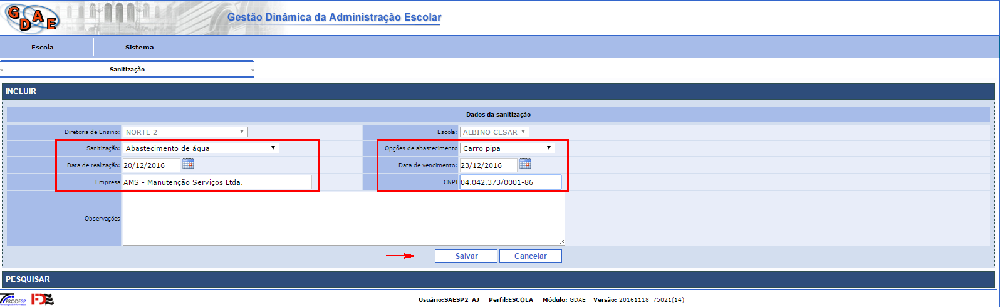 GDAE
Gestão Dinâmica da Administração Escolar
Escola Sistema
Sanitização
INCLUIR
Dados da sanitização
Diretoria de Ensino: NORTE 2 Escola: ALBINO CESAR
Sanitização: Abastecimento de água Opções de abastecimento Carro pipa
Data de realização: 20/12/2016 Data de vencimento: 23/12/2016
Empresa AMS - Manutenção Serviços Ltda. CNPJ 04.042.373/0001-86
Observações
Salvar Cancelar
PESQUISAR
PRODESP FDE Usuário:SAESP2_AJ Perfil:ESCOLA Módulo: GDAE Versão: 20161118_75021(14)